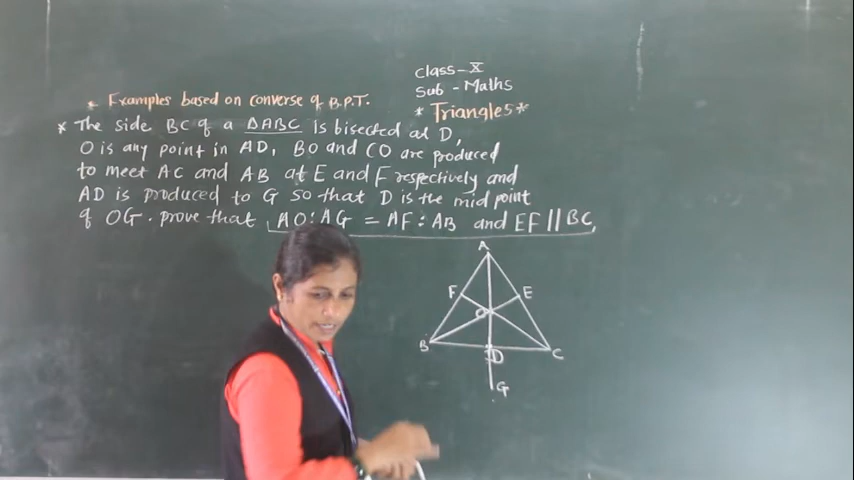 Class - X
Sub - Maths
* Triangles *
* Examples based on converse of B.P.T.
* The side BC of a ΔABC is bisected at D,
O is any point in AD, BO and CO are produced
to meet AC and AB at E and F respectively and
AD is produced to G so that D is the mid point
of OG. prove that AO:AG = AF:AB and EF || BC,
A
F
E
O
B
D
C
G